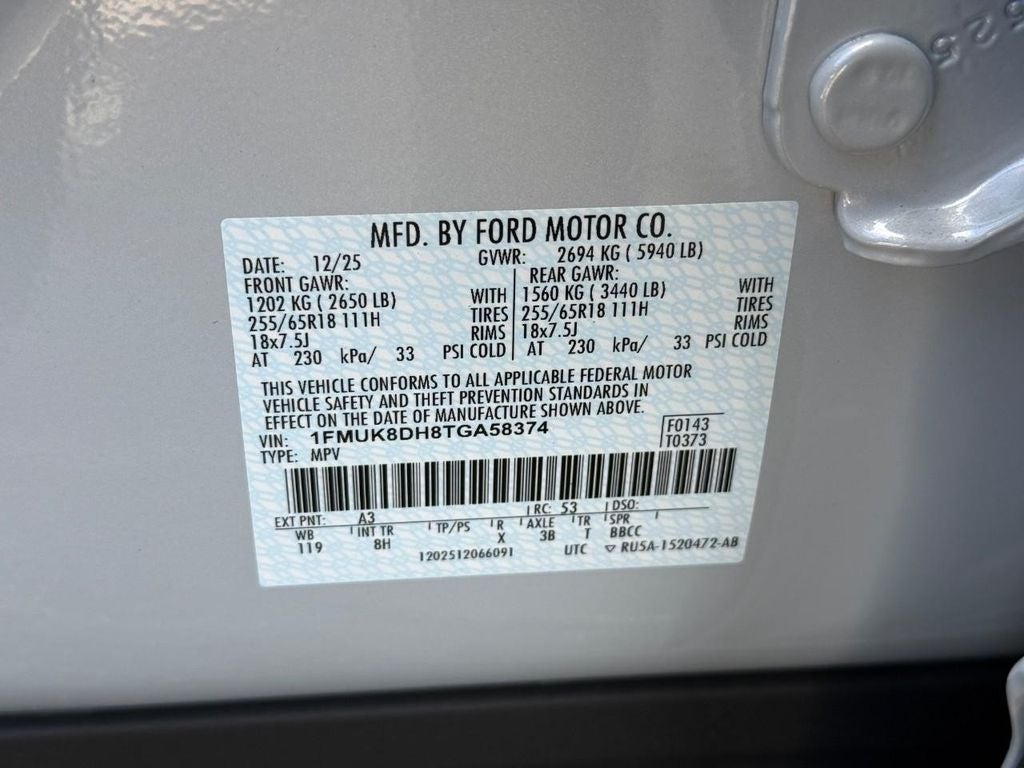 525
MFD. BY FORD MOTOR CO.
DATE: 12/25 GVWR: 2694 KG ( 5940 LB)
FRONT GAWR: REAR GAWR:
1202 KG ( 2650 LB) WITH 1560 KG ( 3440 LB) WITH
255/65R18 111H TIRES 255/65R18 111H TIRES
18x7.5J RIMS 18x7.5J RIMS
AT 230 kPa/ 33 PSI COLD AT 230 kPa/ 33 PSI COLD
THIS VEHICLE CONFORMS TO ALL APPLICABLE FEDERAL MOTOR
VEHICLE SAFETY AND THEFT PREVENTION STANDARDS IN
EFFECT ON THE DATE OF MANUFACTURE SHOWN ABOVE.
VIN: 1FMUK8DH8TGA58374 F0143
TYPE: MPV T0373
EXT PNT: A3 RC: 53 DSO:
WB INT TR TP/PS R AXLE TR SPR
119 8H X 3B T BBCC
1202512066091 UTC ▽ RU5A-1520472-AB